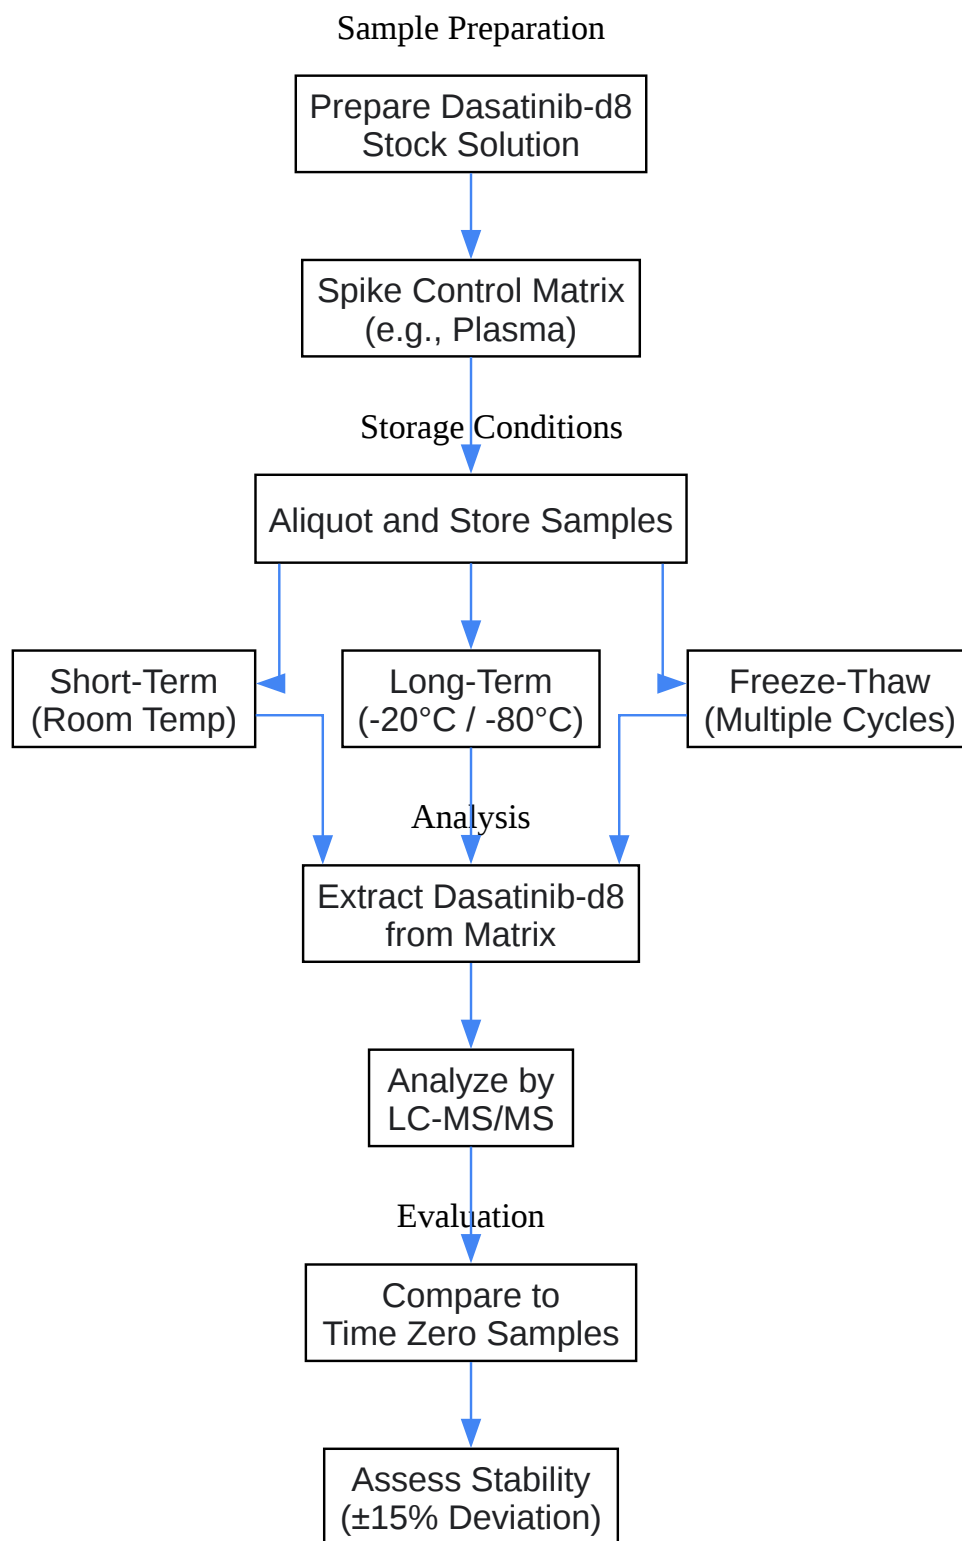 Sample Preparation
Prepare Dasatinib-d8
Stock Solution
Spike Control Matrix
(e.g., Plasma)
Storage Conditions
Aliquot and Store Samples
Short-Term
(Room Temp)
Long-Term
(-20°C / -80°C)
Freeze-Thaw
(Multiple Cycles)
Analysis
Extract Dasatinib-d8
from Matrix
Analyze by
LC-MS/MS
Evaluation
Compare to
Time Zero Samples
Assess Stability
(±15% Deviation)